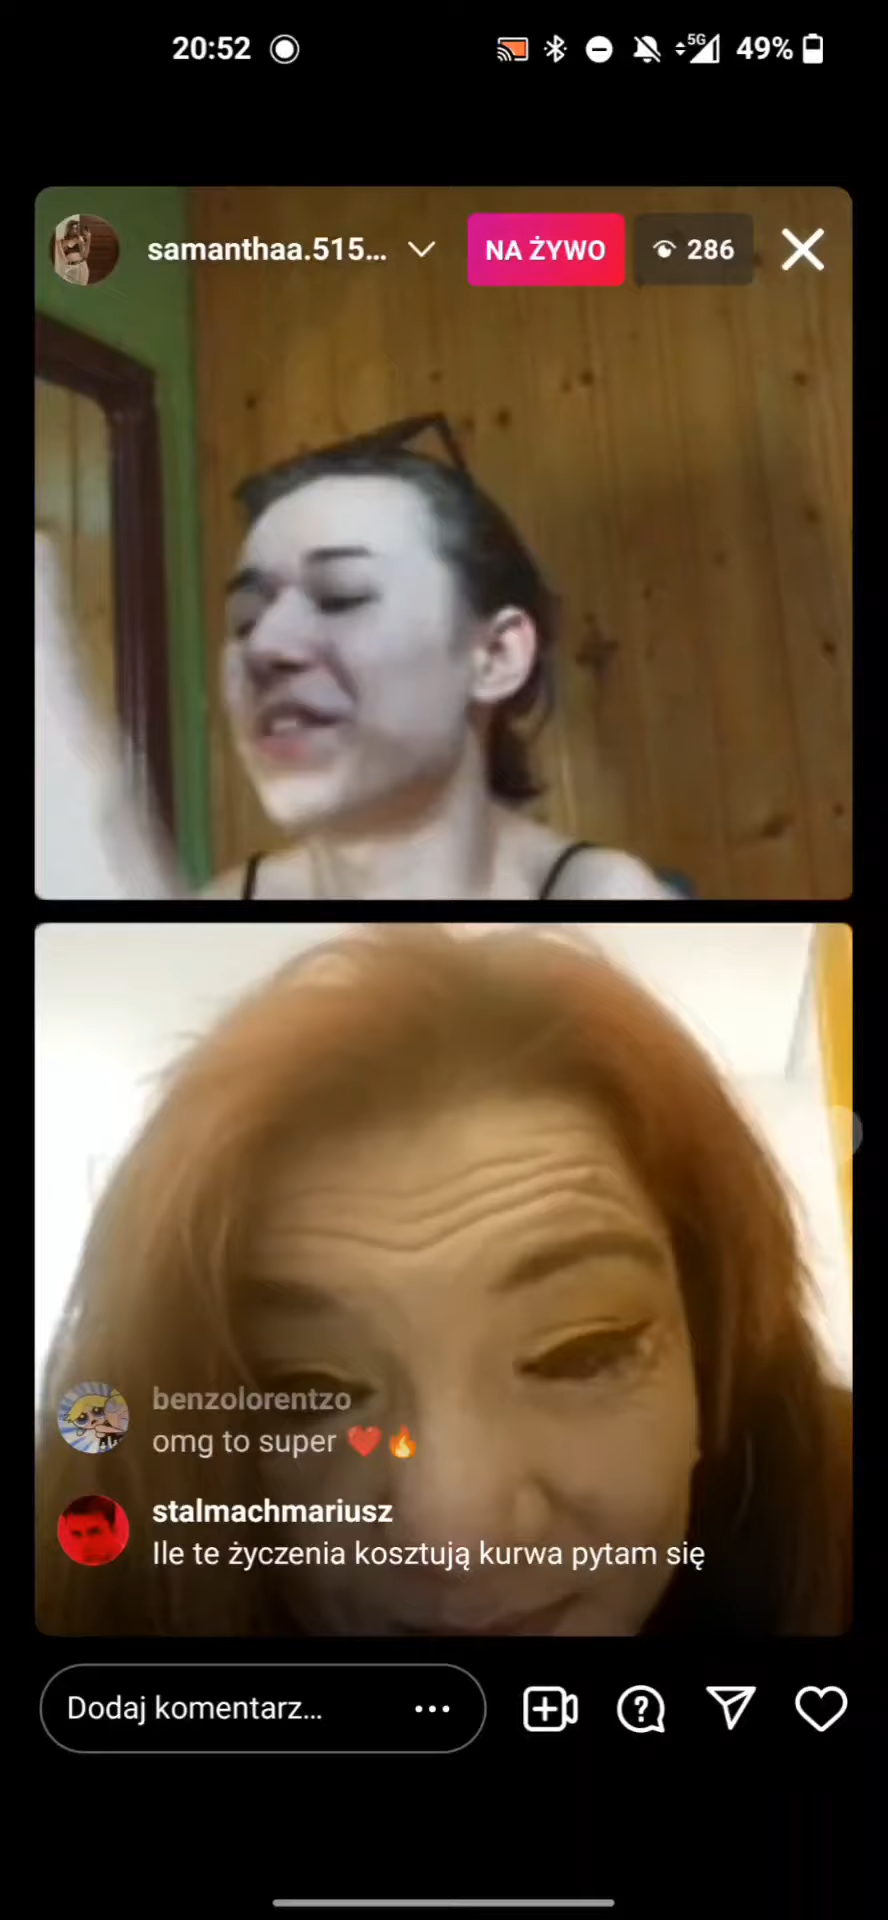 20:52
5G
49%
samanthaa.515...
NA ŻYWO
286
benzolorentzo
omg to super ❤️🔥
stalmachmariusz
Ile te życzenia kosztują kurwa pytam się
Dodaj komentarz...